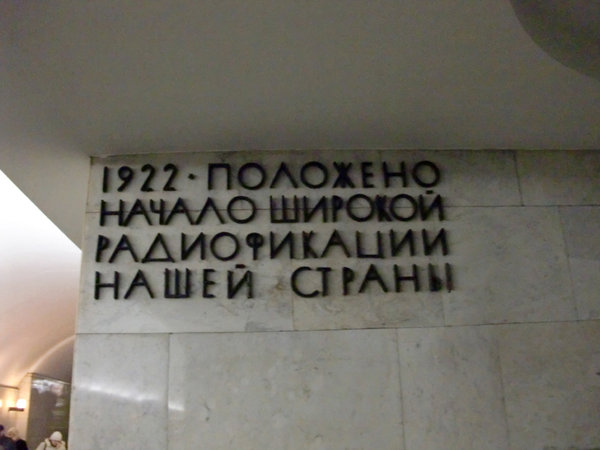 1922 · ПОЛОЖЕНО
НАЧАЛО ШИРОКОЙ
РАДИОФИКАЦИИ
НАШЕЙ СТРАНЫ